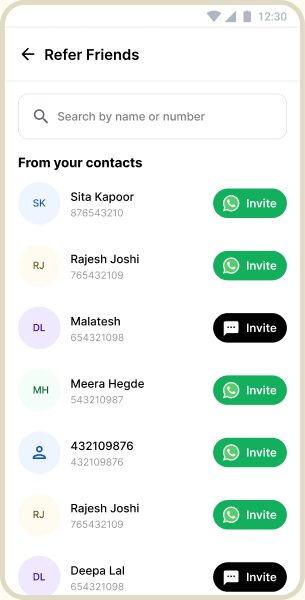 12:30
Refer Friends
Search by name or number
From your contacts
SK
Sita Kapoor
876543210
Invite
RJ
Rajesh Joshi
765432109
Invite
DL
Malatesh
654321098
Invite
MH
Meera Hegde
543210987
Invite
432109876
432109876
Invite
RJ
Rajesh Joshi
765432109
Invite
DL
Deepa Lal
654321098
Invite